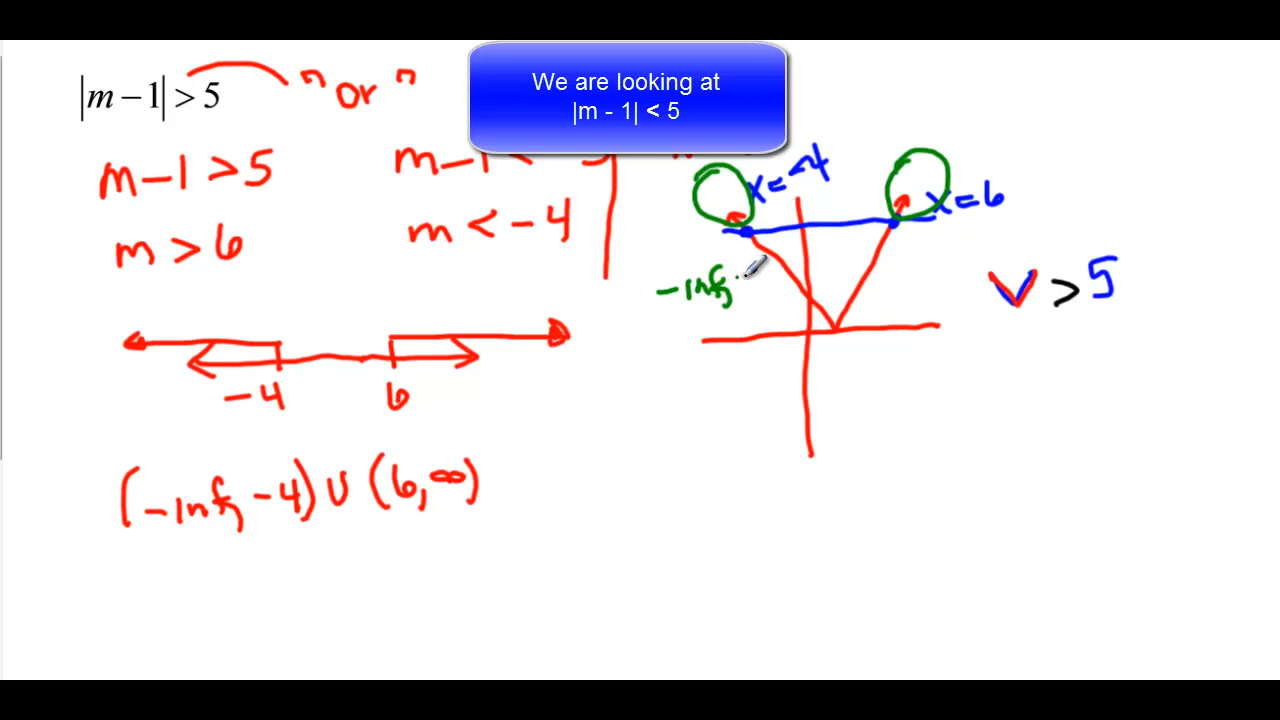 |m − 1| > 5
" or "
We are looking at
|m - 1| < 5
m − 1 > 5
m − 1 <
m > 6
m < − 4
− 4
6
(−inf, − 4) ∪ (6, ∞)
x = −4
x = 6
−inf,
V > 5